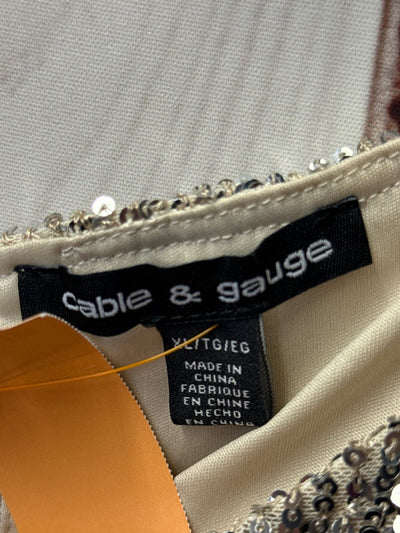 cable & gauge
XL/TG/EG
MADE IN
CHINA
FABRIQUE
EN CHINE
HECHO
EN CHINA